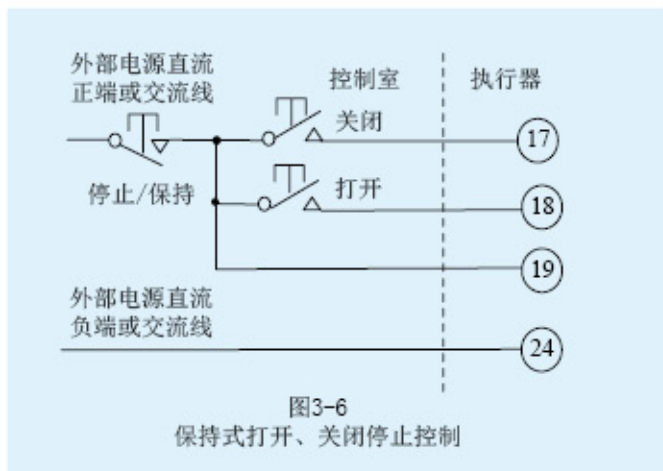 外部电源直流
正端或交流线
控制室
执行器
关闭
17
停止/保持
打开
18
19
外部电源直流
负端或交流线
24
图3-6
保持式打开、关闭停止控制